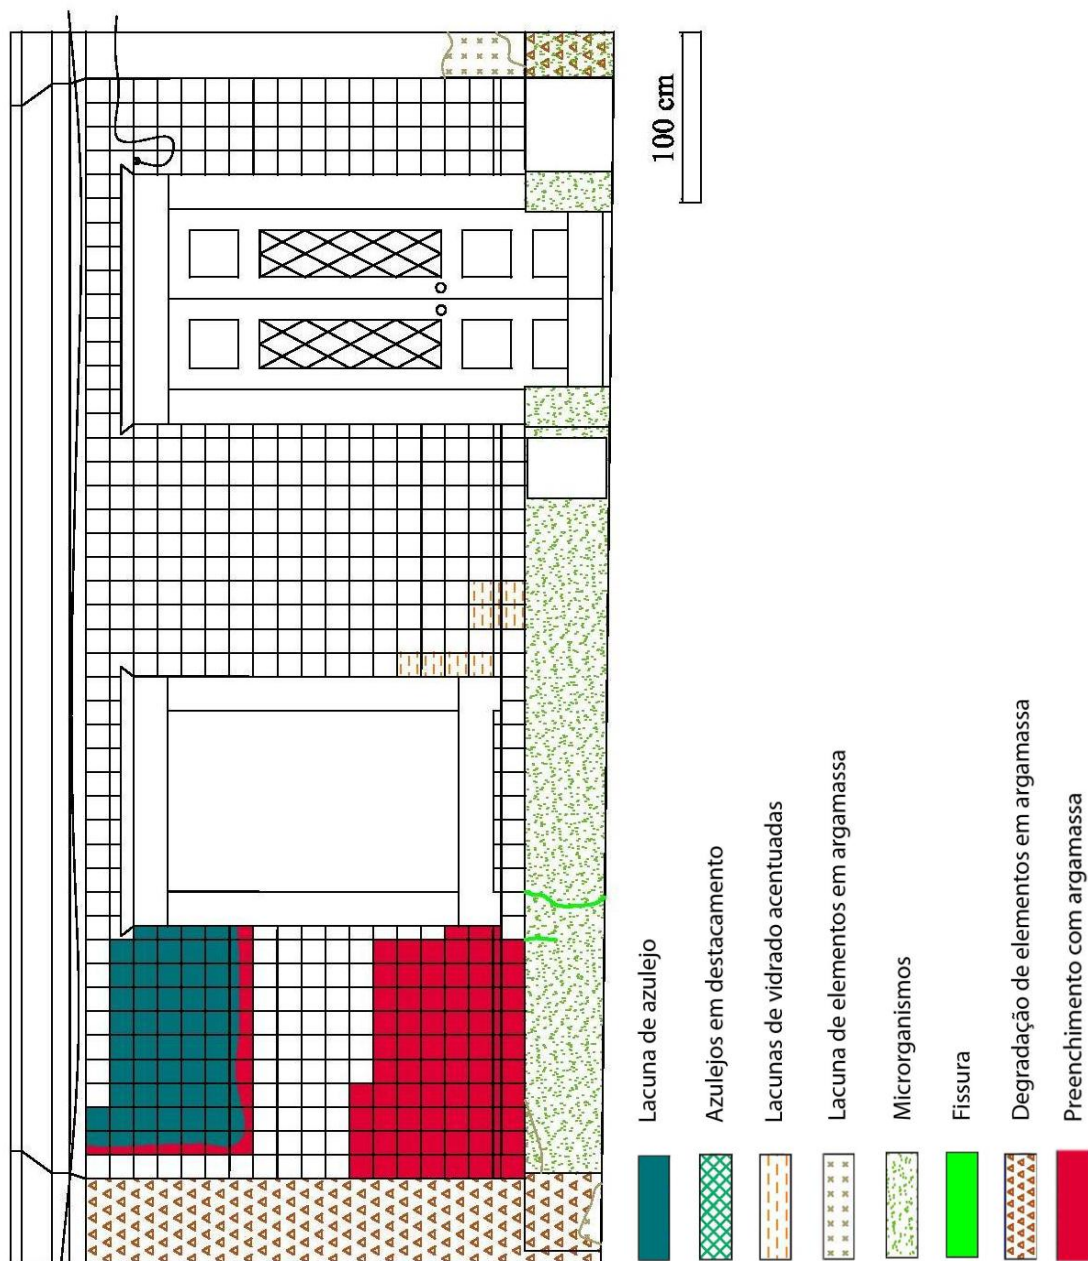 100 cm
Lacuna de azulejo
Azulejos em destacamento
Lacunas de vidrado acentuadas
Lacuna de elementos em argamassa
Microrganismos
Fissura
Degradação de elementos em argamassa
Preenchimento com argamassa